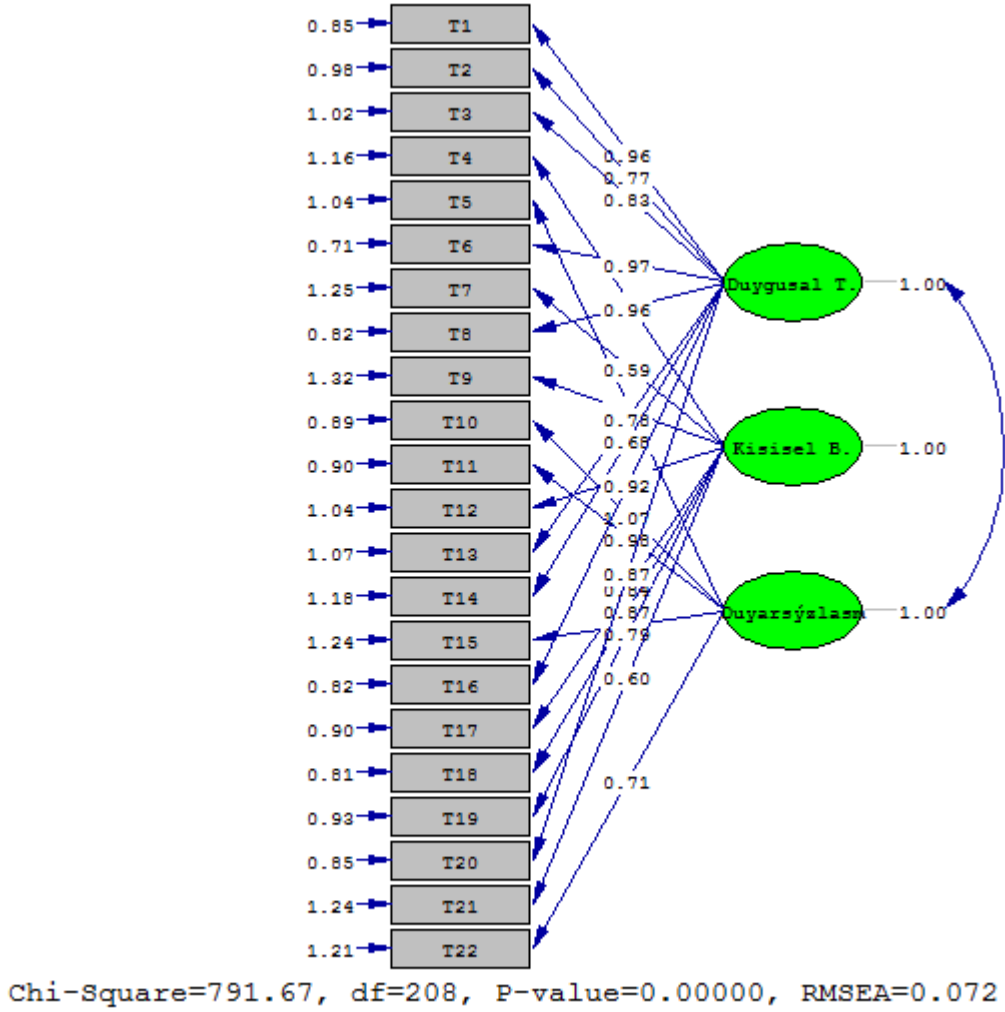 0.85 T1
0.98 T2
1.02 T3
1.16 T4
1.04 T5
0.71 T6
1.25 T7
0.82 T8
1.32 T9
0.89 T10
0.90 T11
1.04 T12
1.07 T13
1.18 T14
1.24 T15
0.82 T16
0.90 T17
0.81 T18
0.93 T19
0.85 T20
1.24 T21
1.21 T22
0.96
0.77
0.83
0.97
0.96
0.59
0.78
0.68
0.92
1.07
0.98
0.87
0.87
0.79
0.60
0.71
Duygusal T. 1.00
Kisisel B. 1.00
Duyarsýzlasm 1.00
Chi-Square=791.67, df=208, P-value=0.00000, RMSEA=0.072